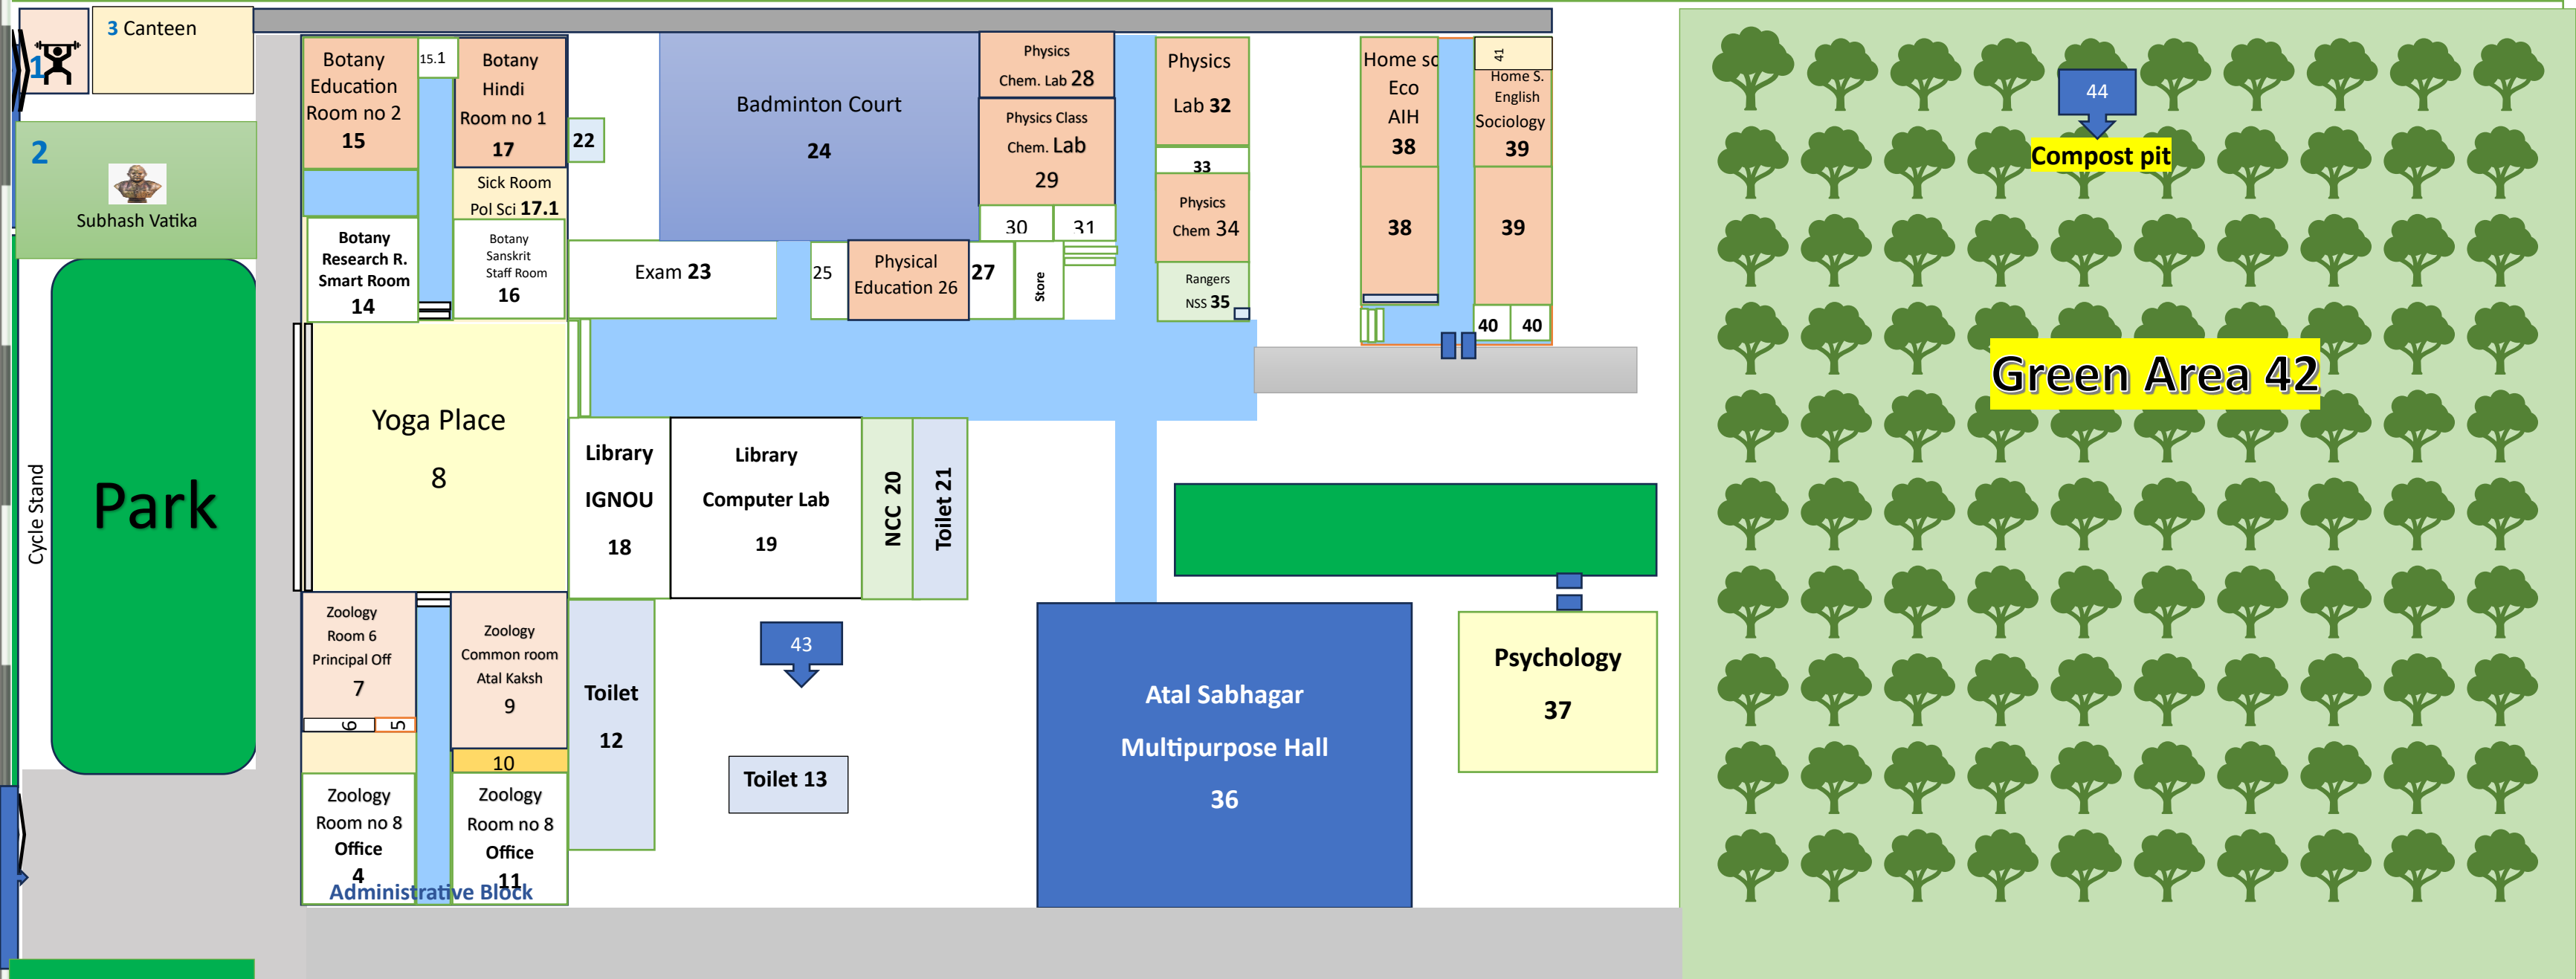 1
3 Canteen
2
Subhash Vatika
Cycle Stand
Park
Botany
Education
Room no 2
15
15.1
Botany
Hindi
Room no 1
17
22
Sick Room
Pol Sci 17.1
Botany
Research R.
Smart Room
14
Botany
Sanskrit
Staff Room
16
Exam 23
Badminton Court
24
25
Physical
Education 26
27
Store
Physics
Chem. Lab 28
Physics Class
Chem. Lab
29
30
31
Physics
Lab 32
33
Physics
Chem 34
Rangers
NSS 35
Home sc
Eco
AIH
38
38
41
Home S.
English
Sociology
39
39
40
40
Yoga Place
8
Library
IGNOU
18
Library
Computer Lab
19
NCC 20
Toilet 21
Zoology
Room 6
Principal Off
7
6
5
Zoology
Common room
Atal Kaksh
9
10
Zoology
Room no 8
Office
4
Zoology
Room no 8
Office
11
Administrative Block
Toilet
12
43
Toilet 13
Atal Sabhagar
Multipurpose Hall
36
Psychology
37
44
Compost pit
Green Area 42